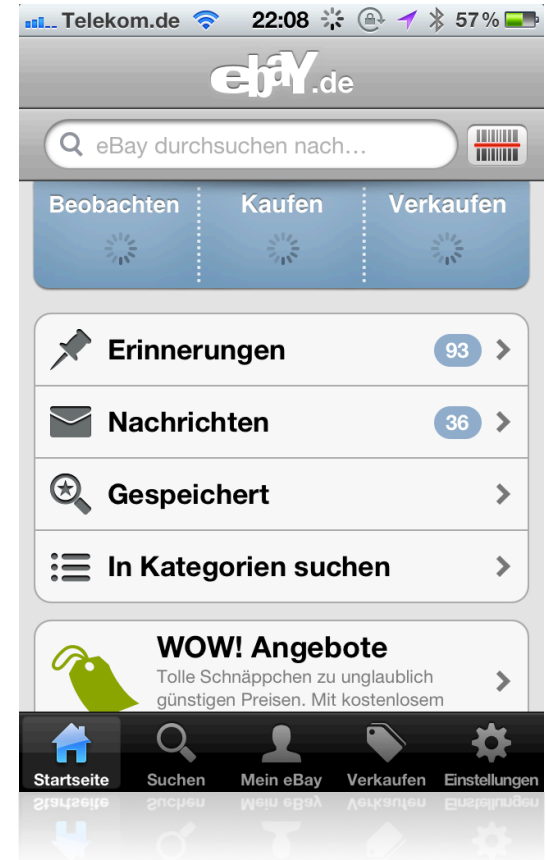 Telekom.de 22:08 57%
ebaY.de
eBay durchsuchen nach…
Beobachten Kaufen Verkaufen
Erinnerungen 93
Nachrichten 36
Gespeichert
In Kategorien suchen
WOW! Angebote
Tolle Schnäppchen zu unglaublich
günstigen Preisen. Mit kostenlosem
Startseite Suchen Mein eBay Verkaufen Einstellungen